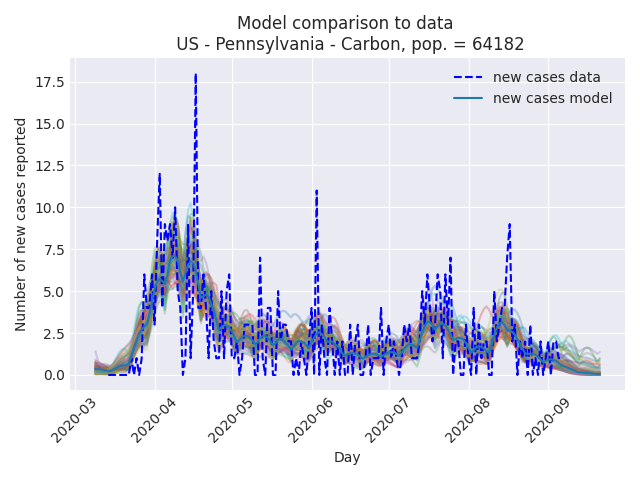 Model comparison to data
US - Pennsylvania - Carbon, pop. = 64182
new cases data
new cases model
Number of new cases reported
17.5
15.0
12.5
10.0
7.5
5.0
2.5
0.0
2020-03
2020-04
2020-05
2020-06
2020-07
2020-08
2020-09
Day